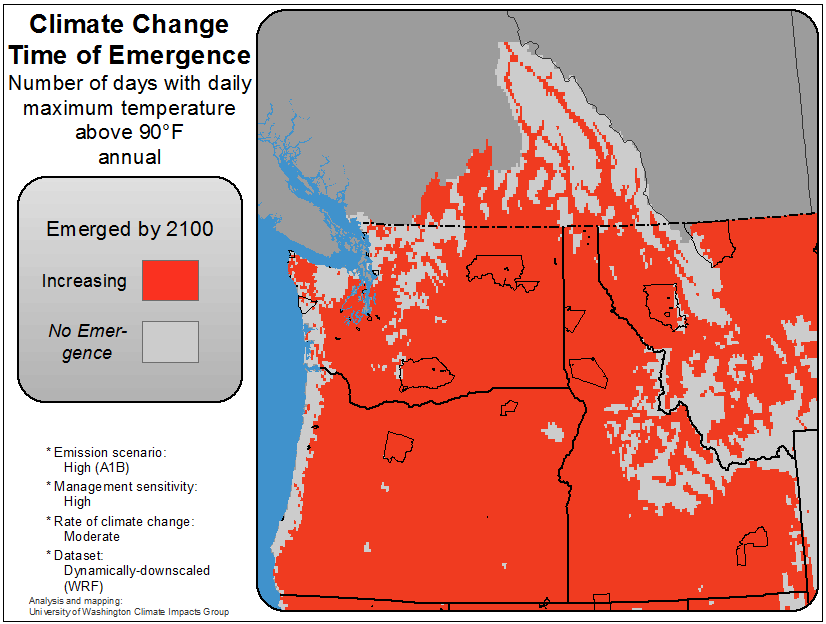 Climate Change
Time of Emergence
Number of days with daily
maximum temperature
above 90°F
annual
Emerged by 2100
Increasing
No Emer-
gence
* Emission scenario:
High (A1B)
* Management sensitivity:
High
* Rate of climate change:
Moderate
* Dataset:
Dynamically-downscaled
(WRF)
Analysis and mapping:
University of Washington Climate Impacts Group